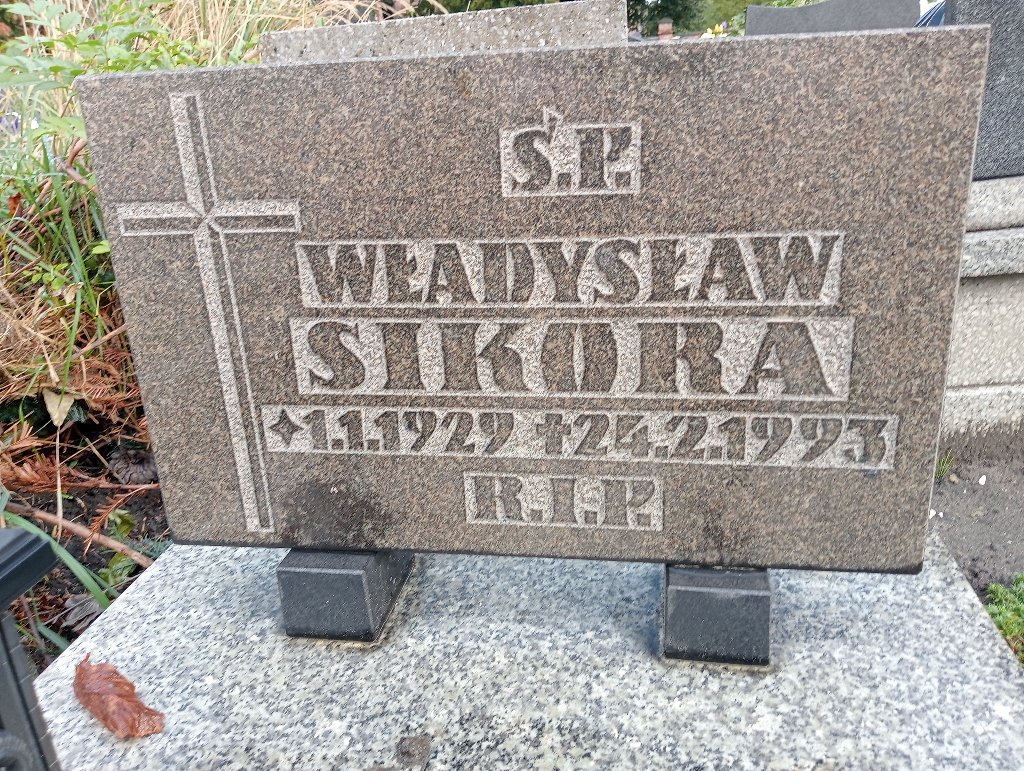 Ś.P.
WŁADYSŁAW
SIKORA
✦1.1.1929 ✝24.2.1993
R.I.P.